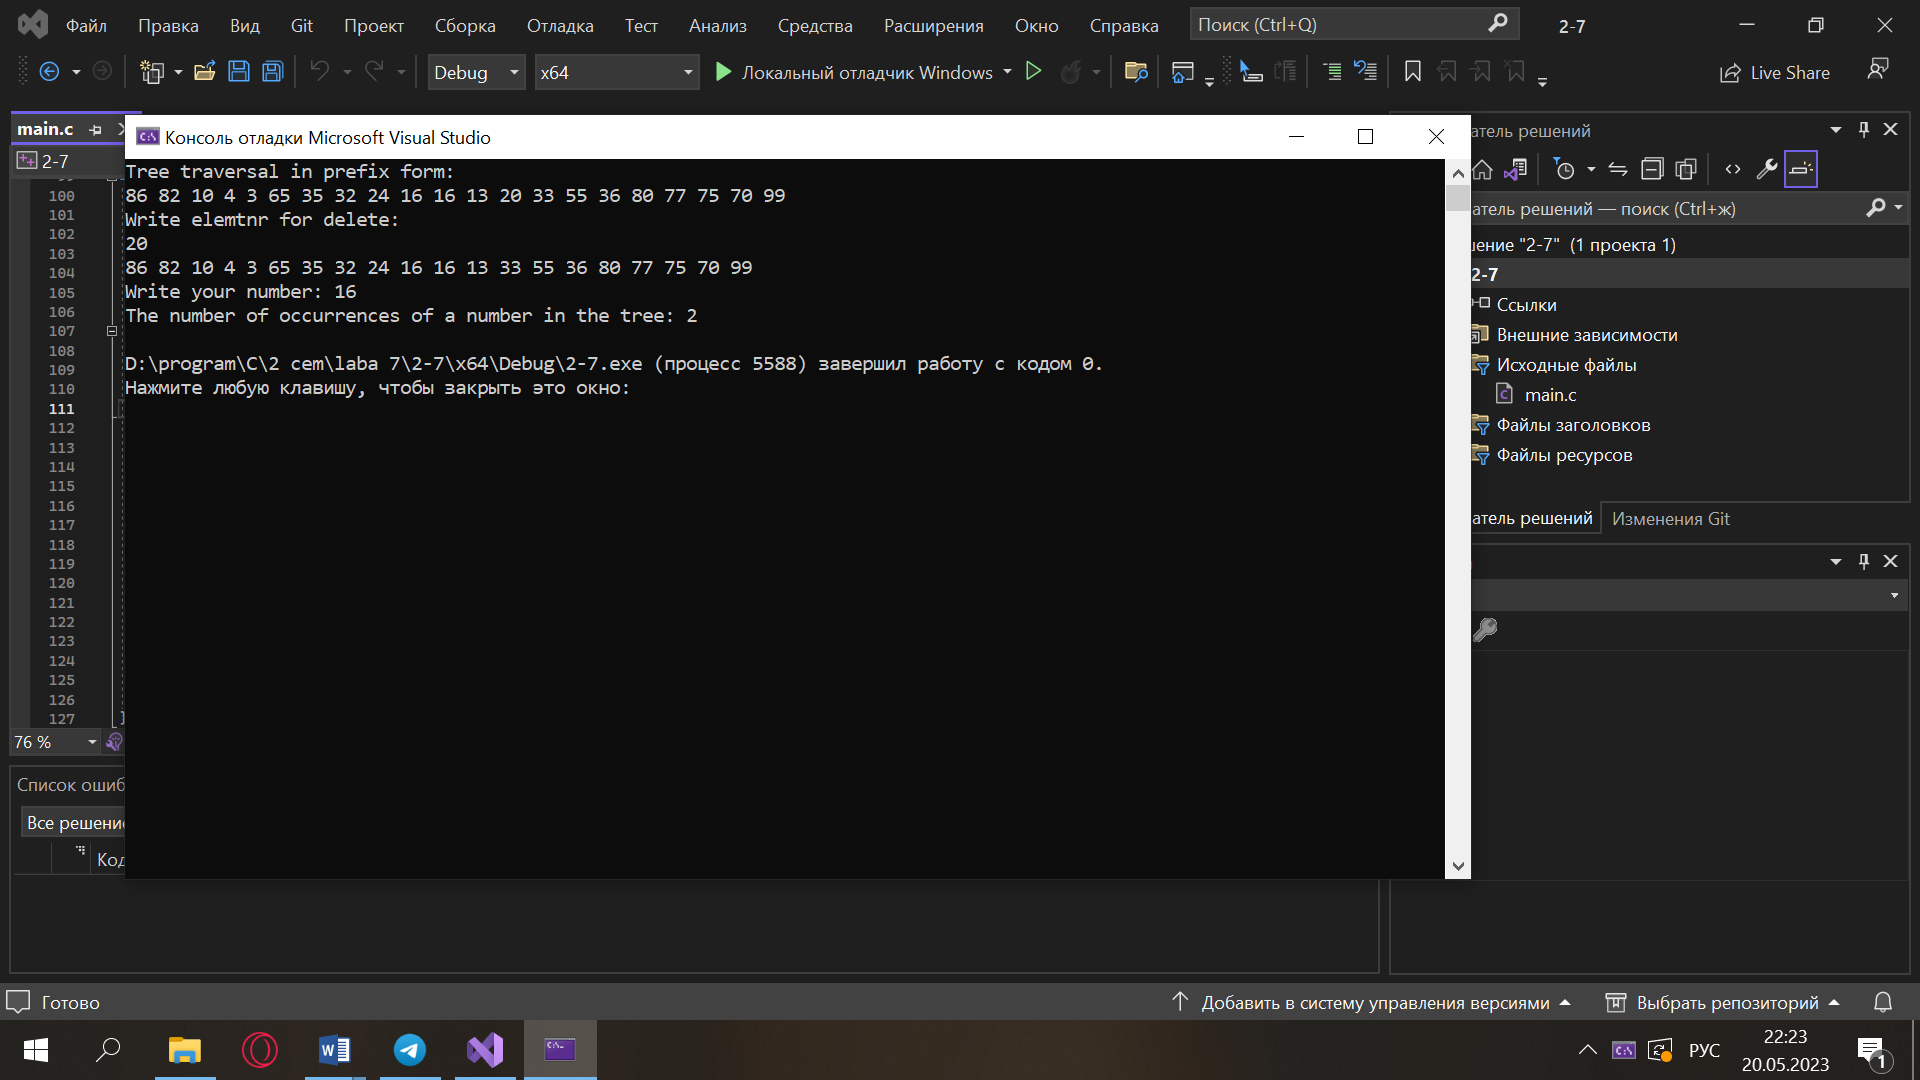 Файл Правка Вид Git Проект Сборка Отладка Тест Анализ Средства Расширения Окно Справка Поиск (Ctrl+Q) 2-7
Debug x64 Локальный отладчик Windows Live Share
main.c
2-7
Консоль отладки Microsoft Visual Studio
Tree traversal in prefix form:
86 82 10 4 3 65 35 32 24 16 16 13 20 33 55 36 80 77 75 70 99
Write elemtnr for delete:
20
86 82 10 4 3 65 35 32 24 16 16 13 33 55 36 80 77 75 70 99
Write your number: 16
The number of occurrences of a number in the tree: 2
D:\program\C\2 cem\laba 7\2-7\x64\Debug\2-7.exe (процесс 5588) завершил работу с кодом 0.
Нажмите любую клавишу, чтобы закрыть это окно:
100
101
102
103
104
105
106
107
108
109
110
111
112
113
114
115
116
117
118
119
120
121
122
123
124
125
126
127
76 %
Список ошиб
Все решение
Код
атель решений
атель решений — поиск (Ctrl+ж)
ение "2-7" (1 проекта 1)
2-7
Ссылки
Внешние зависимости
Исходные файлы
main.c
Файлы заголовков
Файлы ресурсов
атель решений Изменения Git
Готово
Добавить в систему управления версиями Выбрать репозиторий
РУС
22:23
20.05.2023
1